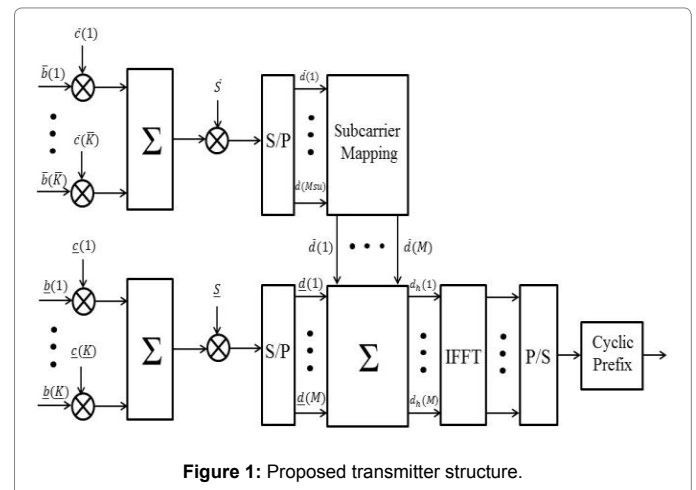 ċ(1)
b̄(1)
Ṡ
ḋ(1)
Σ
S/P
Subcarrier
Mapping
ċ(K̄)
b̄(K̄)
ḋ(Msu)
c̲(1)
ḋ(1)
ḋ(M)
b̲(1)
S̲
d̲(1)
dₕ(1)
Σ
S/P
Σ
IFFT
P/S
Cyclic
Prefix
c̲(K)
b̲(K)
d̲(M)
dₕ(M)
Figure 1: Proposed transmitter structure.